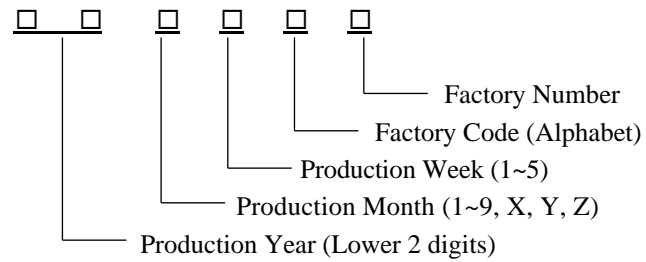 Factory Number
Factory Code (Alphabet)
Production Week (1~5)
Production Month (1~9, X, Y, Z)
Production Year (Lower 2 digits)